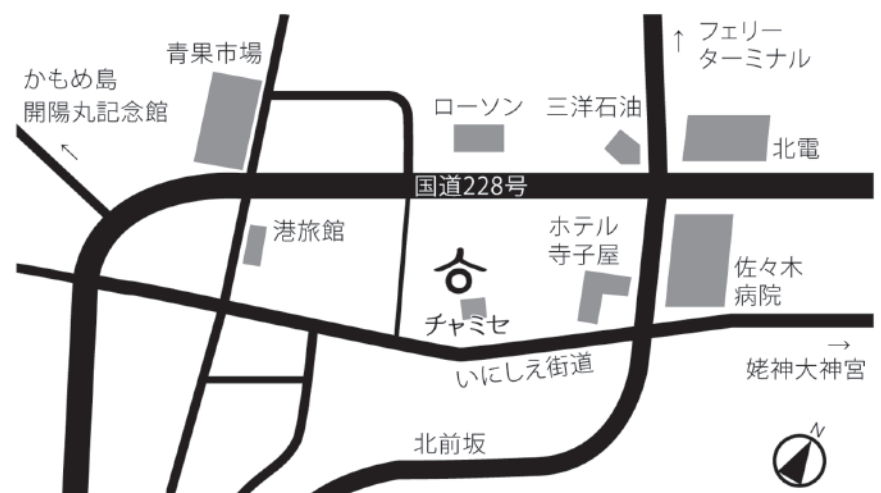 フェリー
ターミナル
青果市場
かもめ島
開陽丸記念館
ローソン
三洋石油
北電
国道228号
港旅館
ホテル
寺子屋
佐々木
病院
チャミセ
いにしえ街道
姥神大神宮
北前坂
N